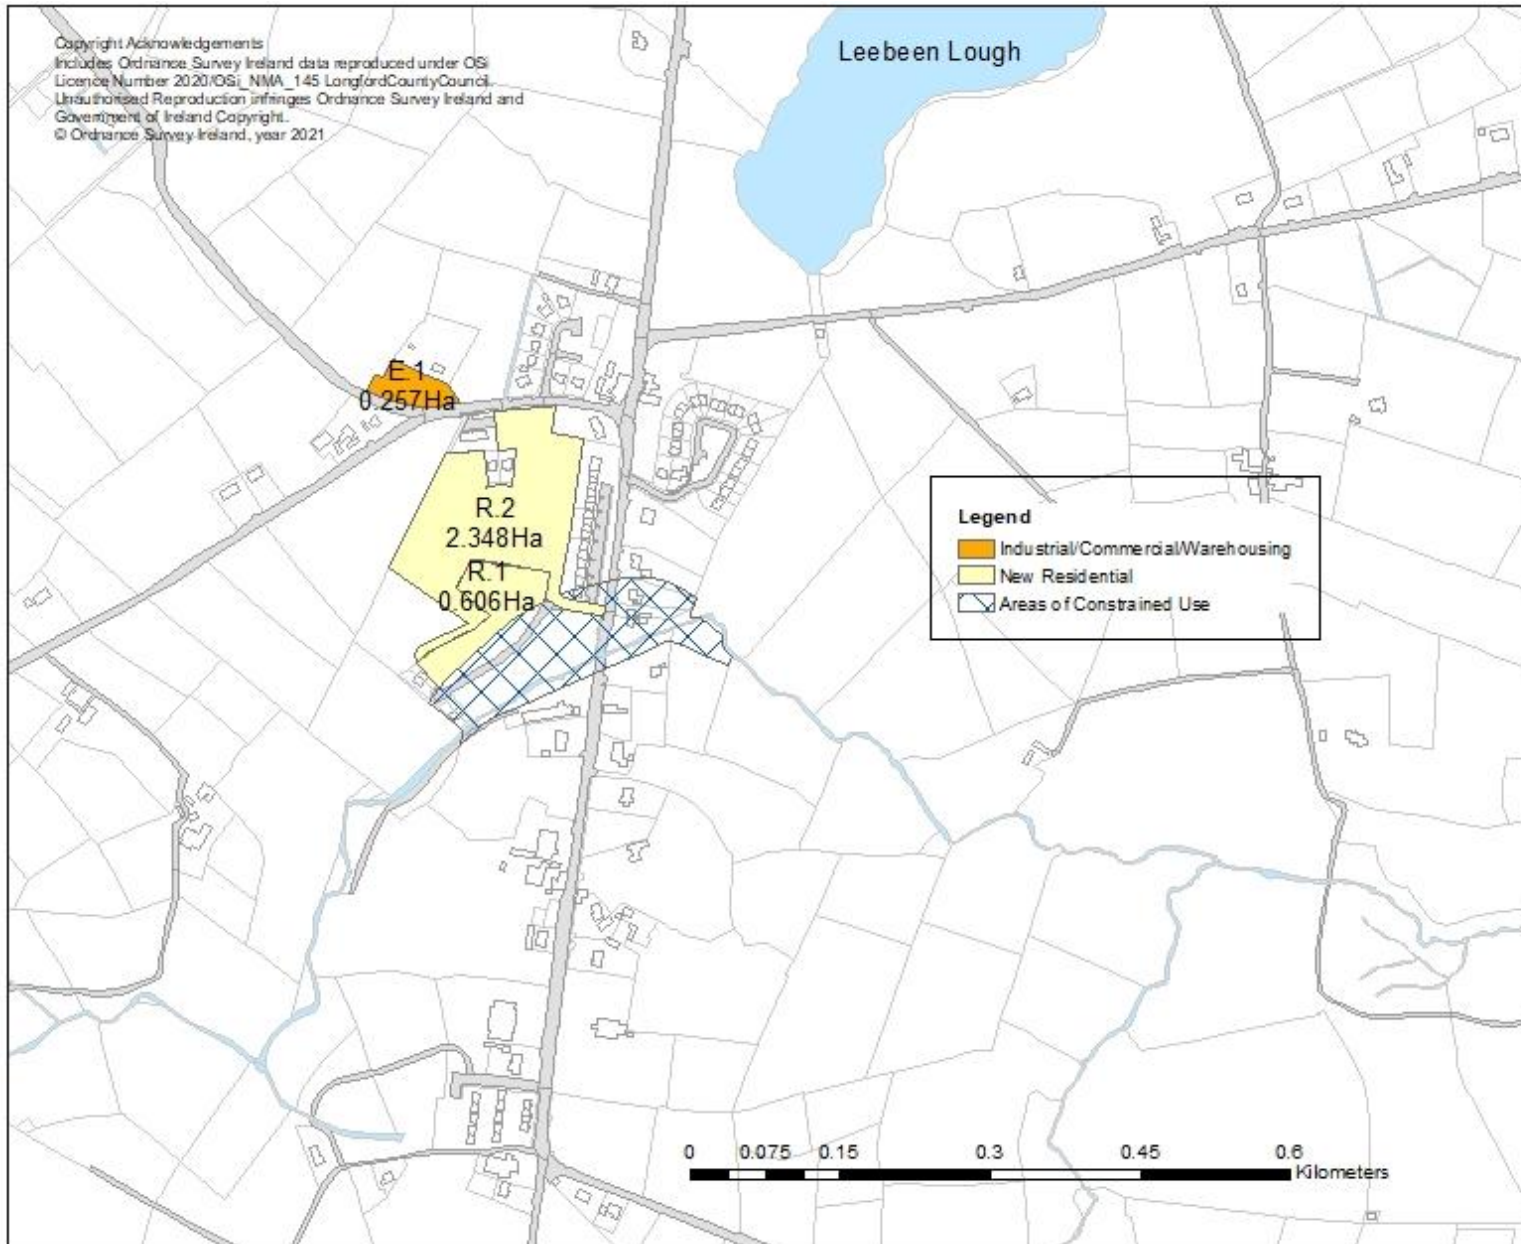 Copyright Acknowledgements
Includes Ordnance Survey Ireland data reproduced under OSi
Licence Number 2020/OSi_NMA_145 LongfordCountyCouncil.
Unauthorised Reproduction infringes Ordnance Survey Ireland and
Government of Ireland Copyright.
© Ordnance Survey Ireland, year 2021
Leebeen Lough
E.1
0.257Ha
R.2
2.348Ha
R.1
0.606Ha
Legend
Industrial/Commercial/Warehousing
New Residential
Areas of Constrained Use
0 0.075 0.15 0.3 0.45 0.6
Kilometers